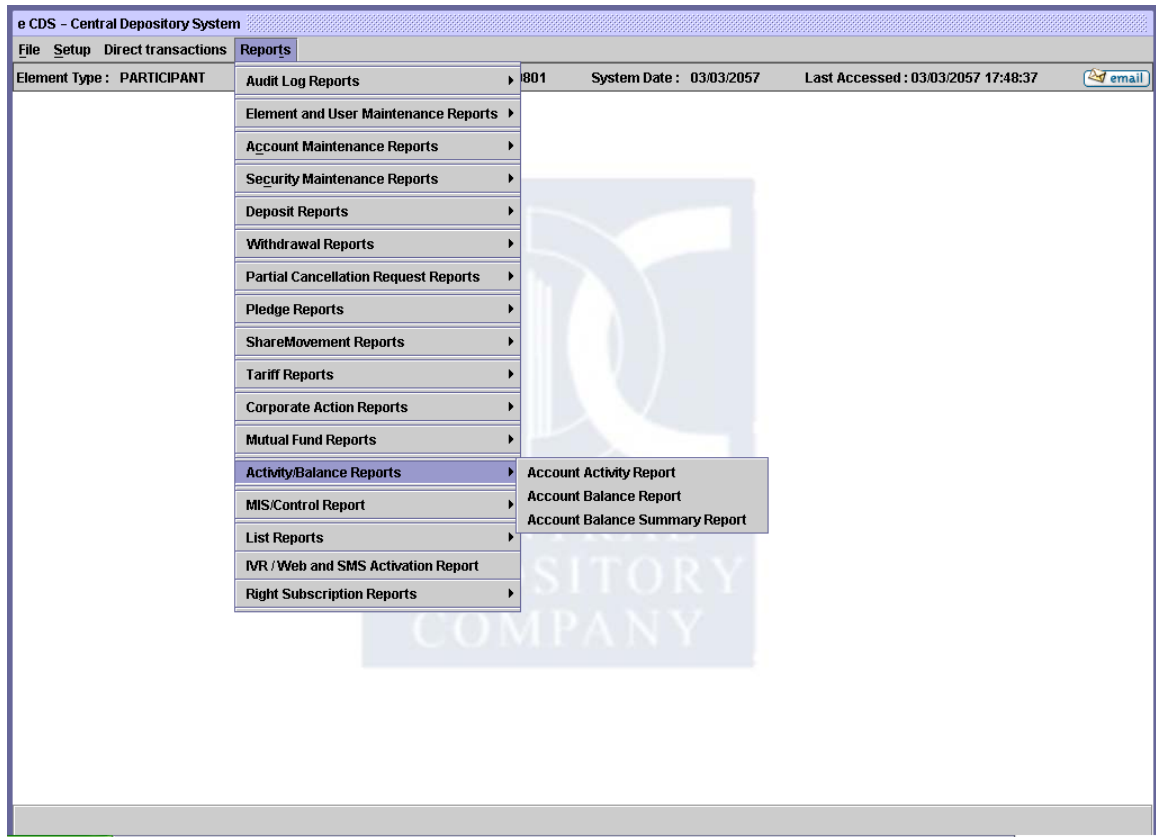 e CDS – Central Depository System
File Setup Direct transactions Reports
Element Type : PARTICIPANT 801 System Date : 03/03/2057 Last Accessed : 03/03/2057 17:48:37 email
Audit Log Reports
Element and User Maintenance Reports
Account Maintenance Reports
Security Maintenance Reports
Deposit Reports
Withdrawal Reports
Partial Cancellation Request Reports
Pledge Reports
ShareMovement Reports
Tariff Reports
Corporate Action Reports
Mutual Fund Reports
Activity/Balance Reports
Account Activity Report
Account Balance Report
Account Balance Summary Report
MIS/Control Report
List Reports
IVR / Web and SMS Activation Report
Right Subscription Reports
SITORY
COMPANY